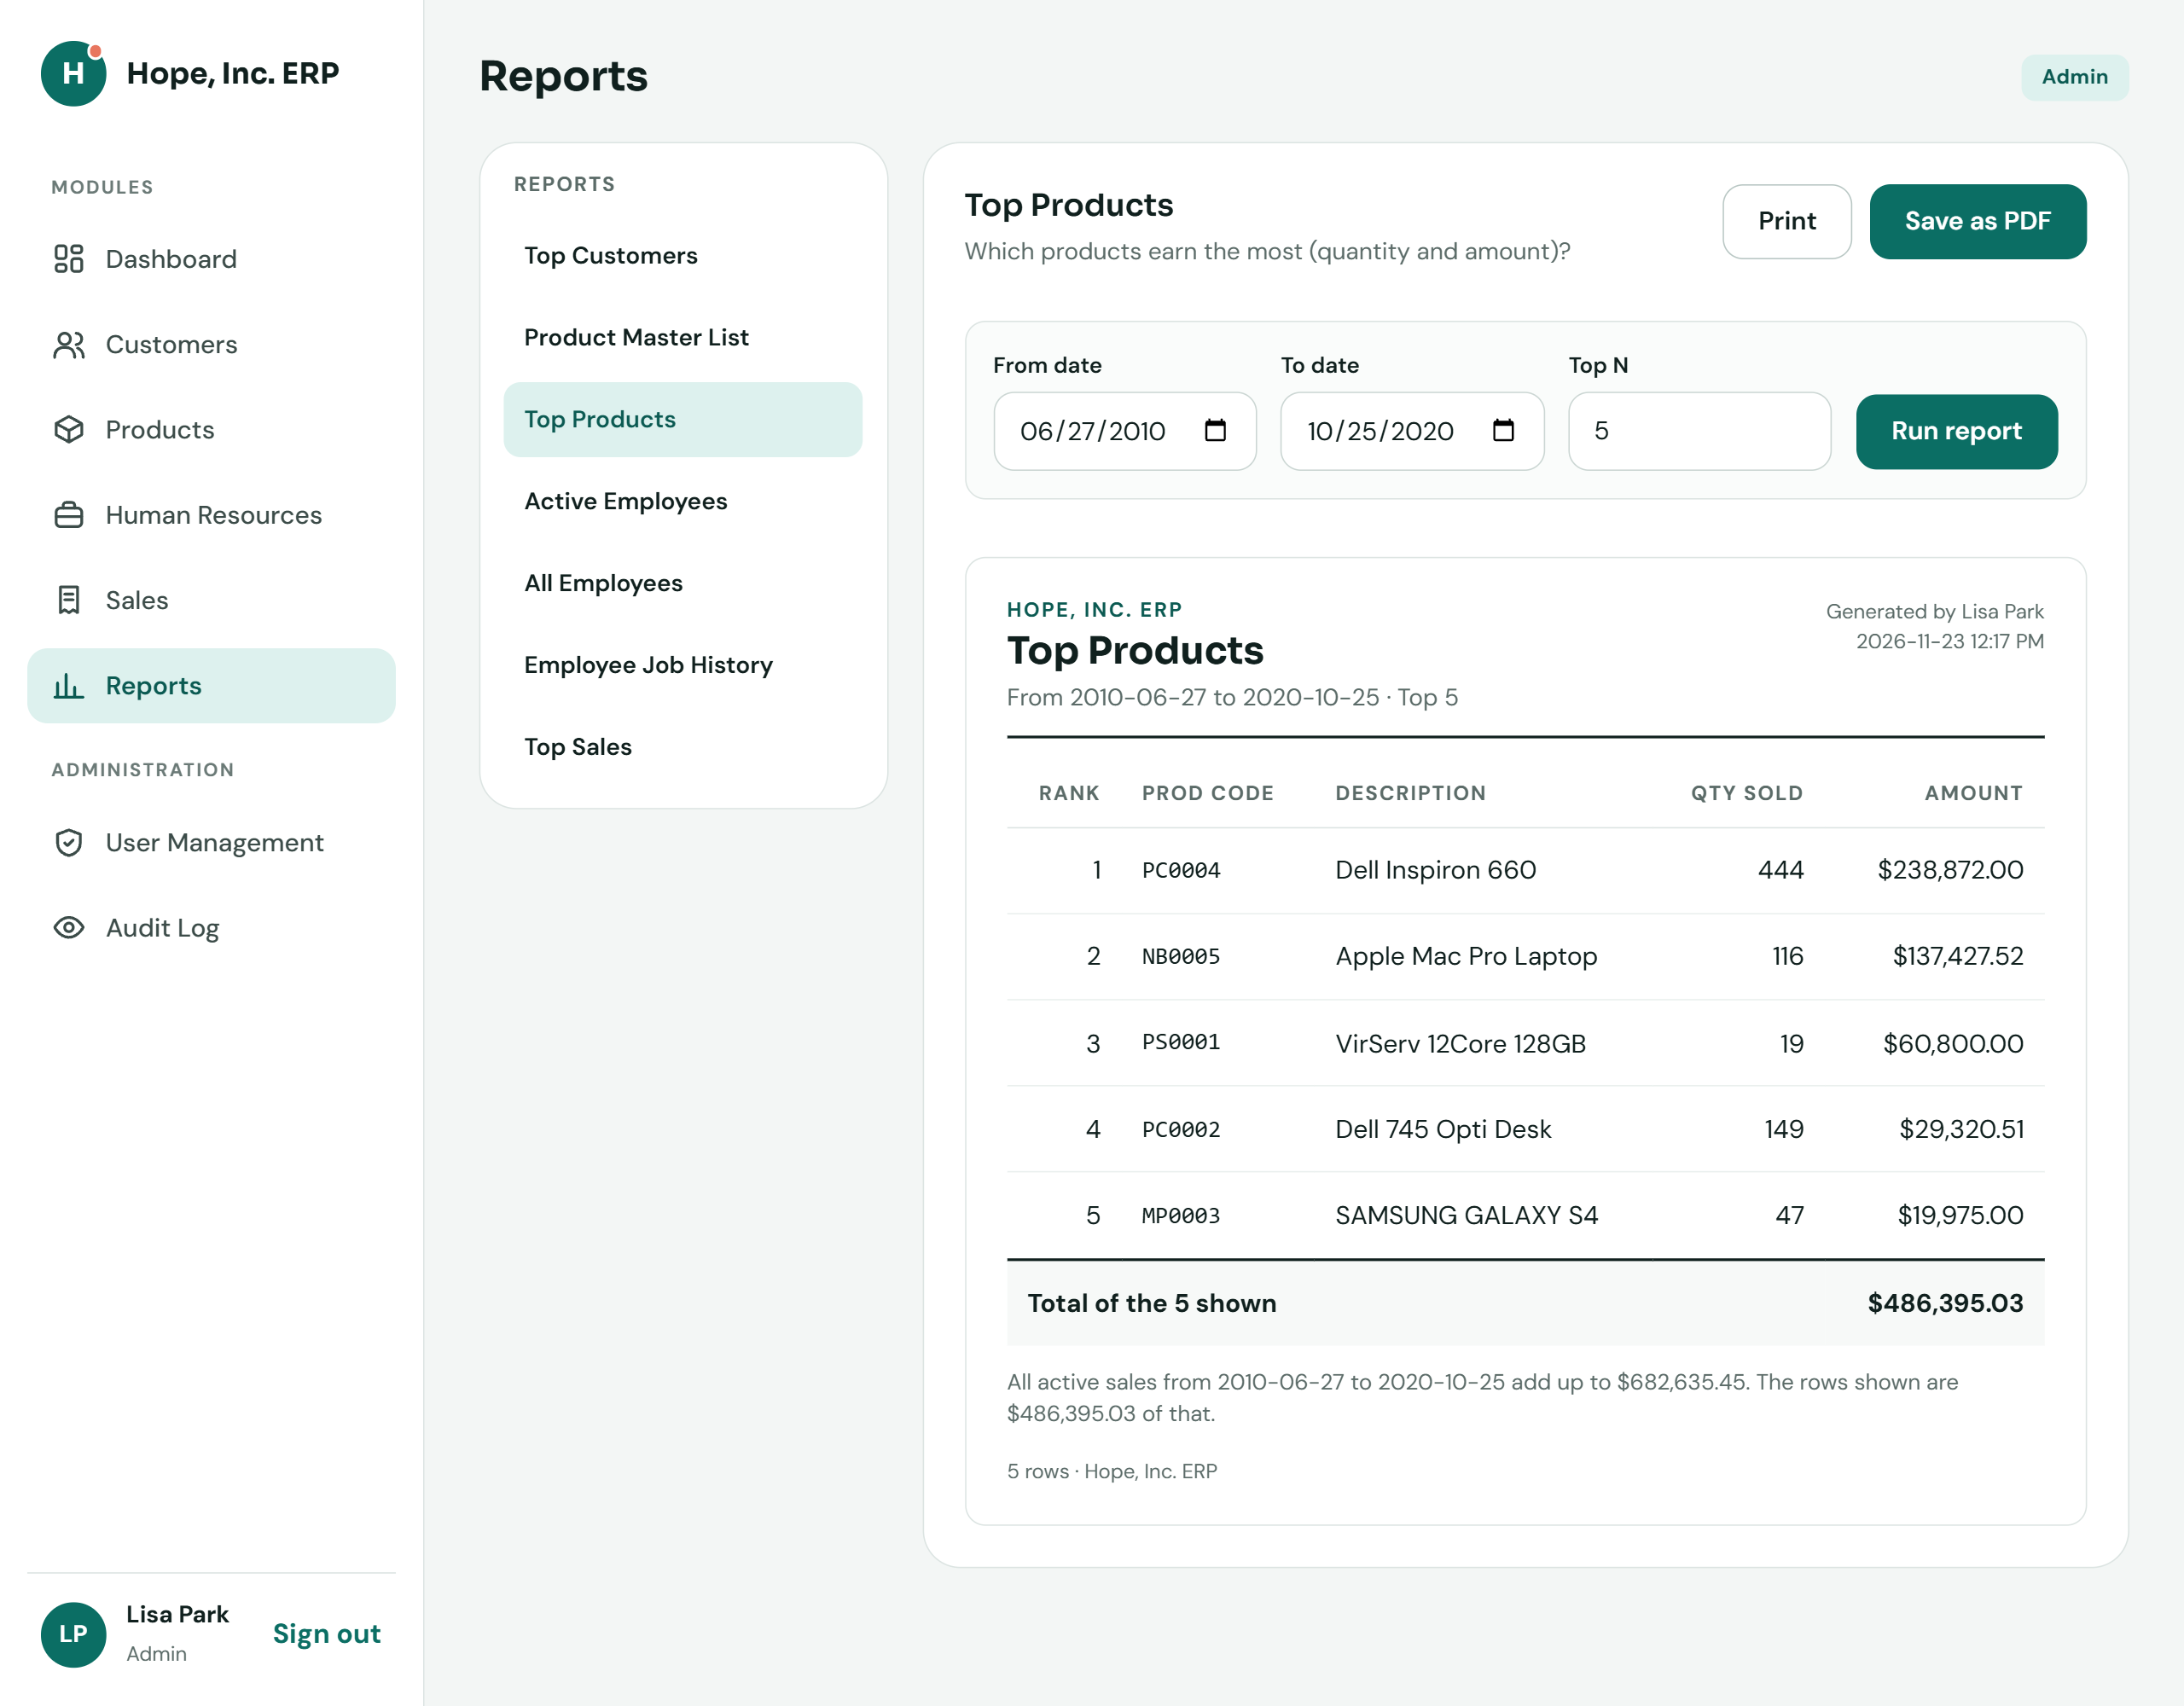 H
Hope, Inc. ERP
MODULES
Dashboard
Customers
Products
Human Resources
Sales
Reports
ADMINISTRATION
User Management
Audit Log
LP
Lisa Park
Admin
Sign out
Reports
Admin
REPORTS
Top Customers
Product Master List
Top Products
Active Employees
All Employees
Employee Job History
Top Sales
Top Products
Which products earn the most (quantity and amount)?
Print
Save as PDF
From date
To date
Top N
06/27/2010
10/25/2020
5
Run report
HOPE, INC. ERP
Top Products
From 2010-06-27 to 2020-10-25 · Top 5
Generated by Lisa Park
2026-11-23 12:17 PM
RANK PROD CODE DESCRIPTION QTY SOLD AMOUNT
1 PC0004 Dell Inspiron 660 444 $238,872.00
2 NB0005 Apple Mac Pro Laptop 116 $137,427.52
3 PS0001 VirServ 12Core 128GB 19 $60,800.00
4 PC0002 Dell 745 Opti Desk 149 $29,320.51
5 MP0003 SAMSUNG GALAXY S4 47 $19,975.00
Total of the 5 shown $486,395.03
All active sales from 2010-06-27 to 2020-10-25 add up to $682,635.45. The rows shown are
$486,395.03 of that.
5 rows · Hope, Inc. ERP